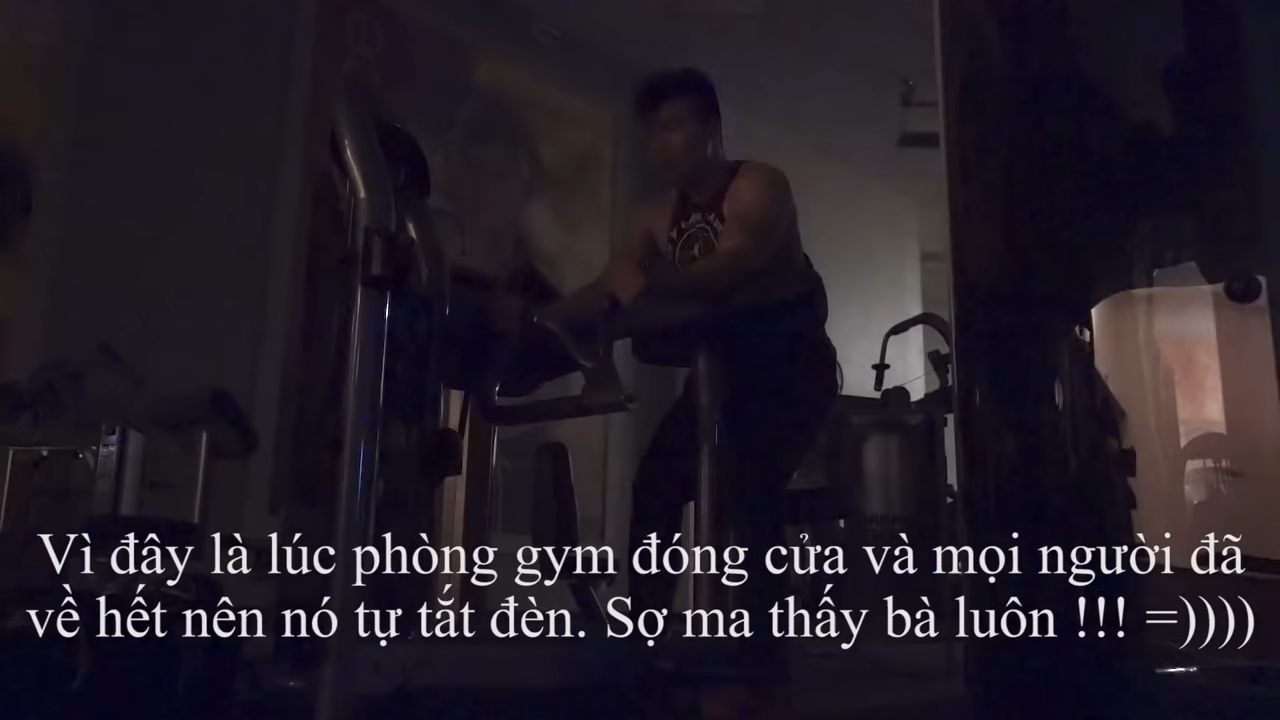 Vì đây là lúc phòng gym đóng cửa và mọi người đã
về hết nên nó tự tắt đèn. Sợ ma thấy bà luôn !!! =))))